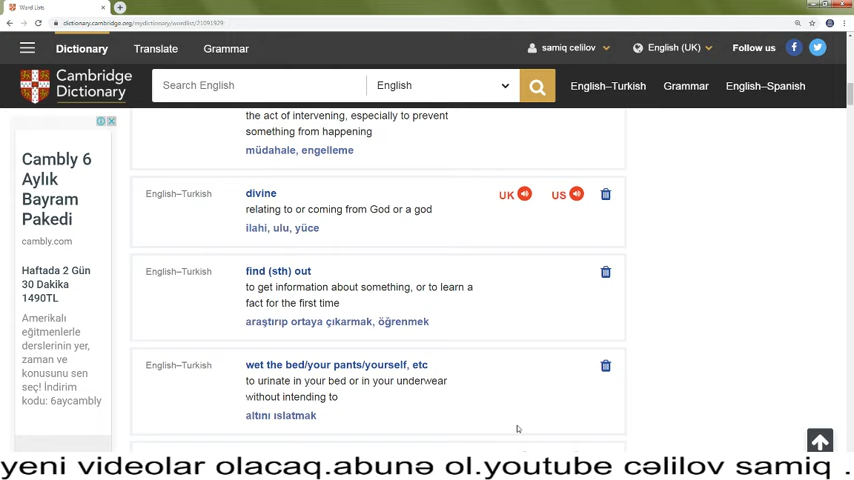 Word Lists
dictionary.cambridge.org/mydictionary/wordlist/21091929
Dictionary
Translate
Grammar
samiq celilov
English (UK)
Follow us
Cambridge
Dictionary
Search English
English
English–Turkish
Grammar
English–Spanish
the act of intervening, especially to prevent
something from happening
müdahale, engelleme
Cambly 6
Aylık
Bayram
Paketi
cambly.com
Haftada 2 Gün
30 Dakika
1490TL
Amerikalı
eğitmenlerle
derslerinin yer,
zaman ve
konusunu sen
seç! İndirim
kodu: 6aycambly
English–Turkish
divine
UK
US
relating to or coming from God or a god
ilahi, ulu, yüce
English–Turkish
find (sth) out
to get information about something, or to learn a
fact for the first time
araştırıp ortaya çıkarmak, öğrenmek
English–Turkish
wet the bed/your pants/yourself, etc
to urinate in your bed or in your underwear
without intending to
altını ıslatmak
yeni videolar olacaq.abunə ol.youtube cəlilov samiq .